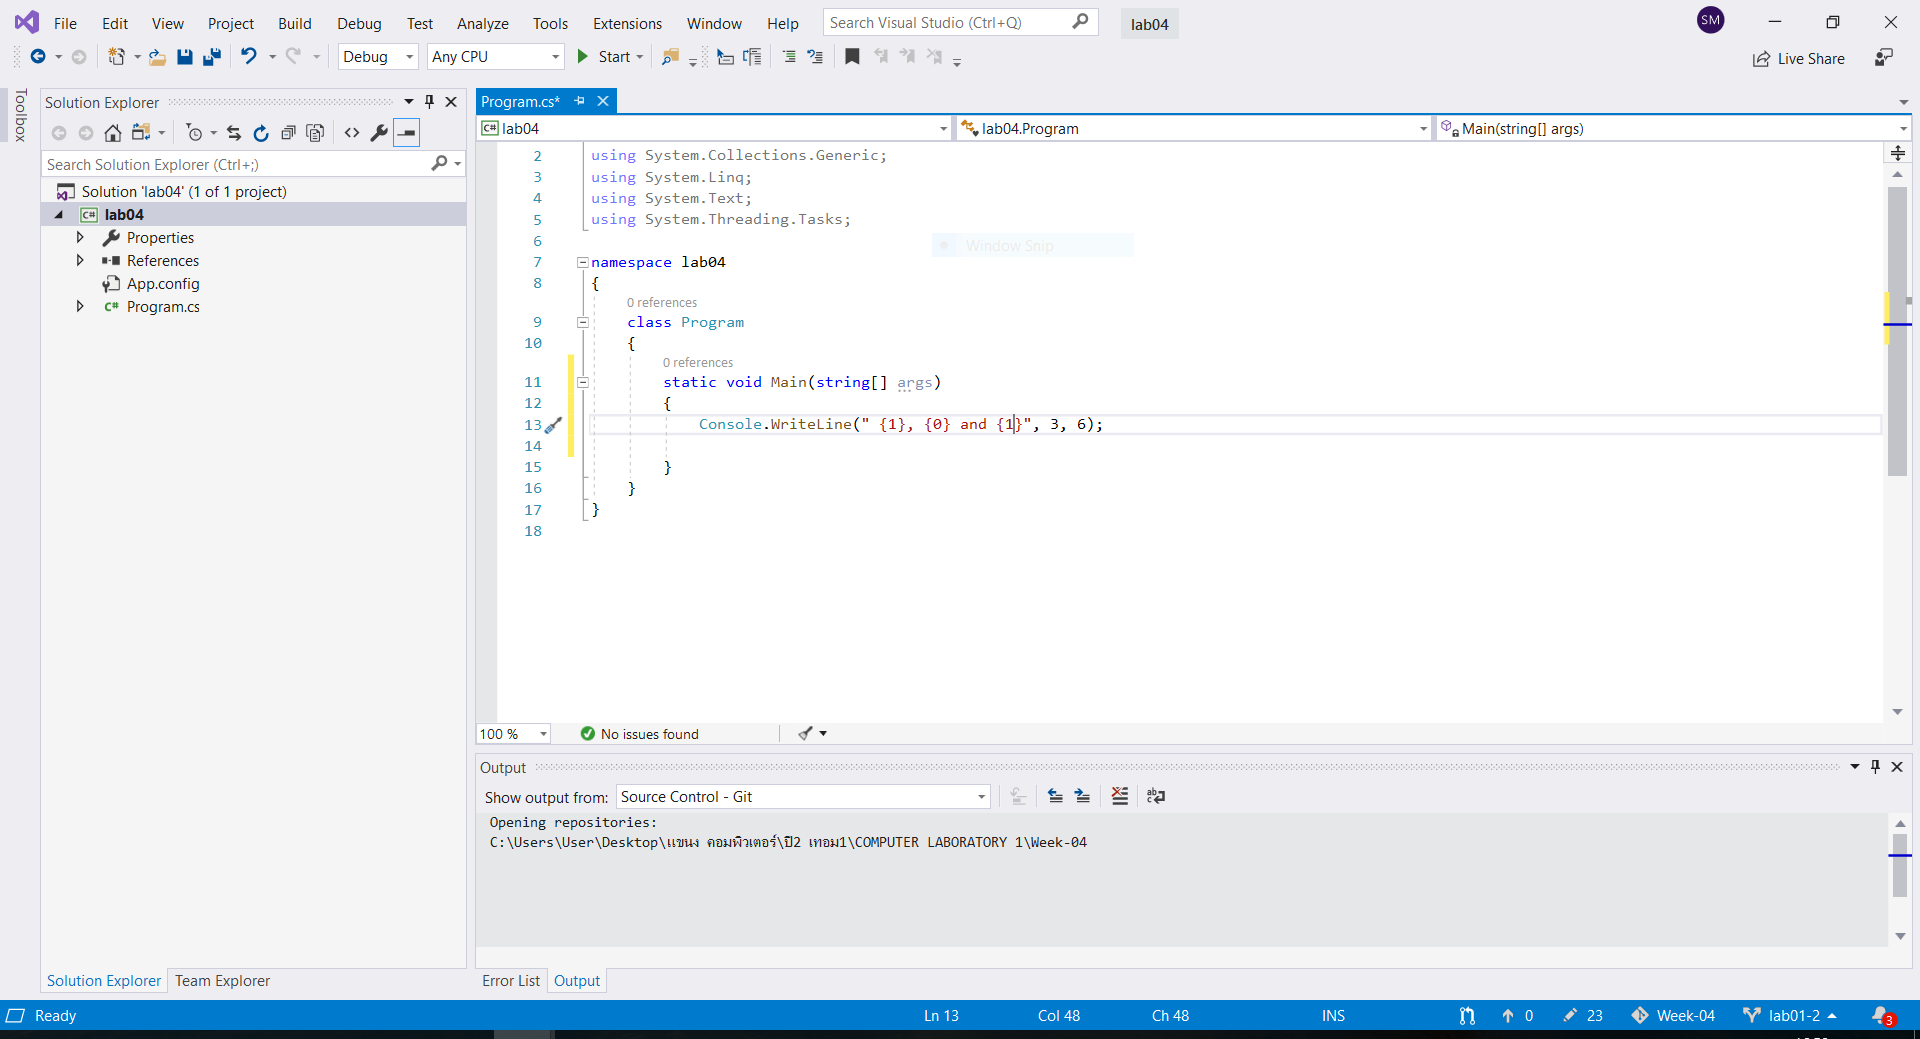 File Edit View Project Build Debug Test Analyze Tools Extensions Window Help Search Visual Studio (Ctrl+Q) lab04 SM
Debug Any CPU Start Live Share
Toolbox
Solution Explorer
Search Solution Explorer (Ctrl+;)
Solution 'lab04' (1 of 1 project)
C# lab04
Properties
References
App.config
C# Program.cs
Solution Explorer Team Explorer
Program.cs*
C# lab04 lab04.Program Main(string[] args)
2 using System.Collections.Generic;
3 using System.Linq;
4 using System.Text;
5 using System.Threading.Tasks;
6
Window Snip
7 namespace lab04
8 {
0 references
9 class Program
10 {
0 references
11 static void Main(string[] args)
12 {
13 Console.WriteLine(" {1}, {0} and {1}", 3, 6);
14
15 }
16 }
17 }
18
100 % No issues found
Output
Show output from: Source Control - Git
Opening repositories:
C:\Users\User\Desktop\แขนง คอมพิวเตอร์\ปี2 เทอม1\COMPUTER LABORATORY 1\Week-04
Error List Output
Ready Ln 13 Col 48 Ch 48 INS 0 23 Week-04 lab01-2 3